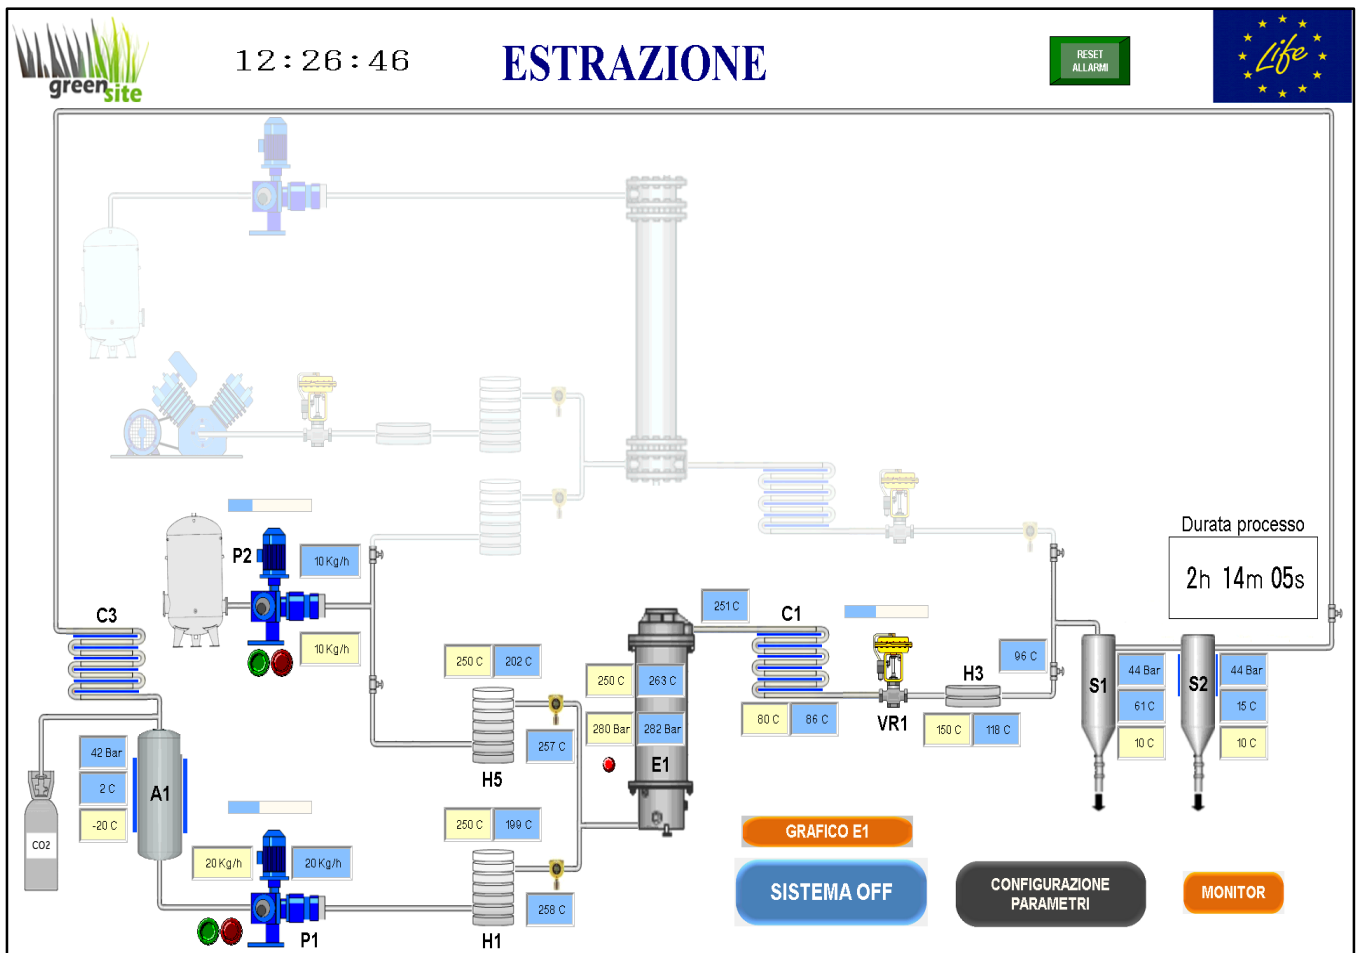 greensite
12:26:46
ESTRAZIONE
RESET
ALLARMI
Life
Durata processo
2h 14m 05s
P2
10 Kg/h
10 Kg/h
C3
251 C
C1
96 C
250 C
202 C
250 C
263 C
H3
S1
44 Bar
S2
44 Bar
61 C
15 C
10 C
10 C
280 Bar
282 Bar
80 C
86 C
VR1
150 C
118 C
257 C
E1
H5
42 Bar
2 C
-20 C
A1
CO2
250 C
199 C
20 Kg/h
20 Kg/h
258 C
P1
H1
GRAFICO E1
SISTEMA OFF
CONFIGURAZIONE
PARAMETRI
MONITOR